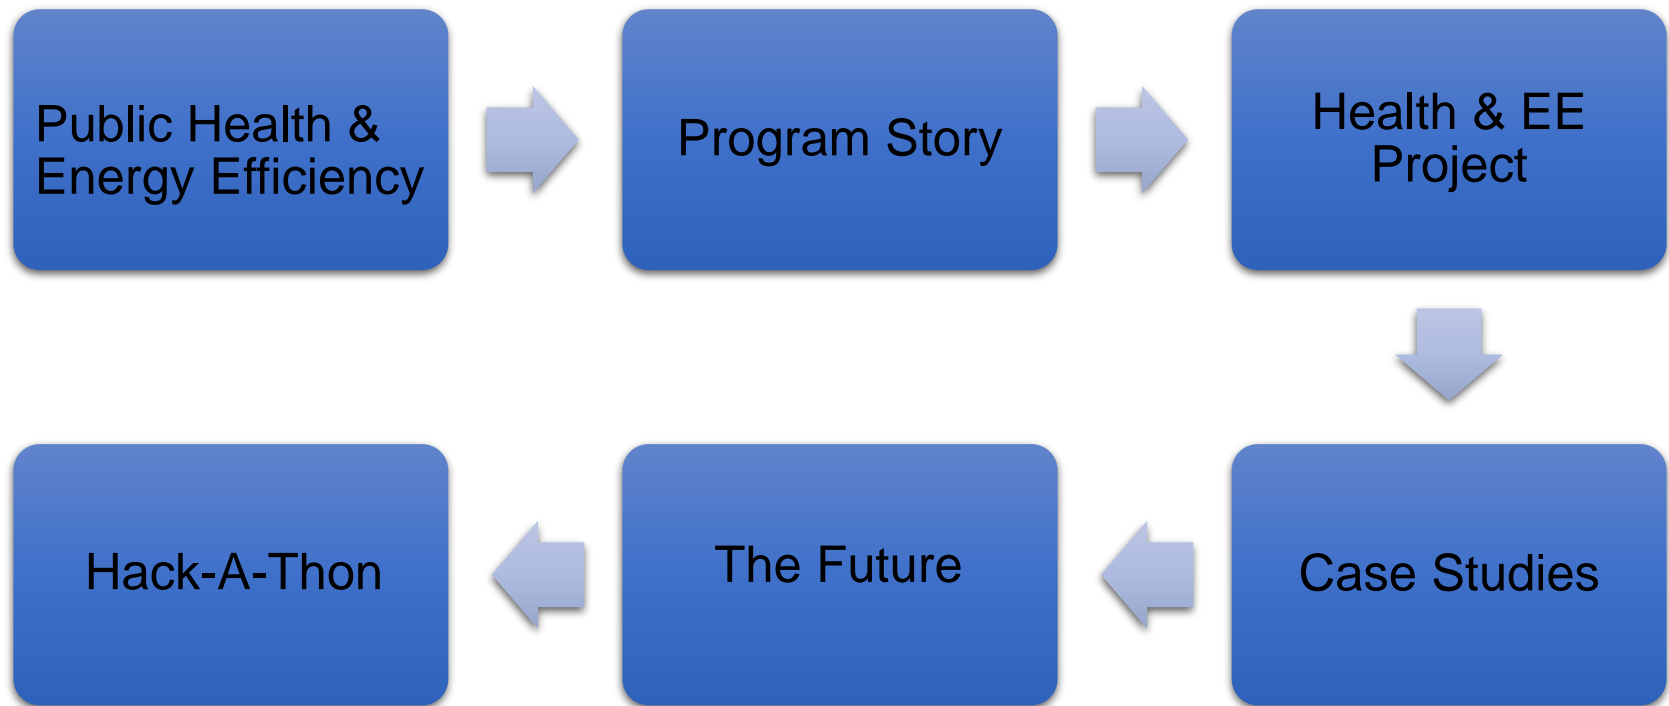 Public Health &
Energy Efficiency
Program Story
Health & EE
Project
Case Studies
The Future
Hack-A-Thon